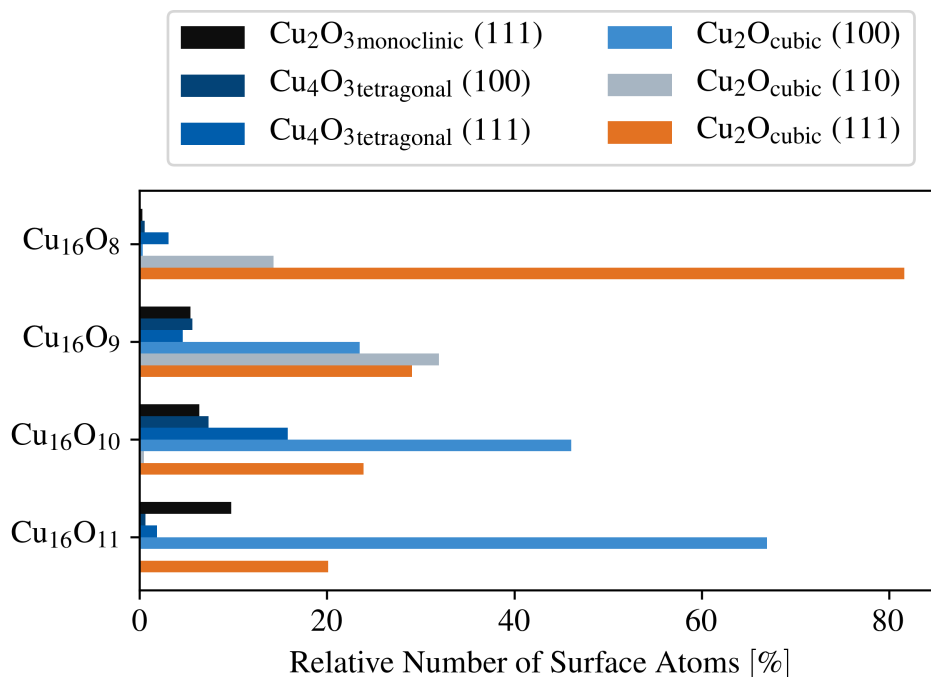 Cu₂O₃monoclinic (111)
Cu₄O₃tetragonal (100)
Cu₄O₃tetragonal (111)
Cu₂Ocubic (100)
Cu₂Ocubic (110)
Cu₂Ocubic (111)
Cu₁₆O₈
Cu₁₆O₉
Cu₁₆O₁₀
Cu₁₆O₁₁
0 20 40 60 80
Relative Number of Surface Atoms [%]